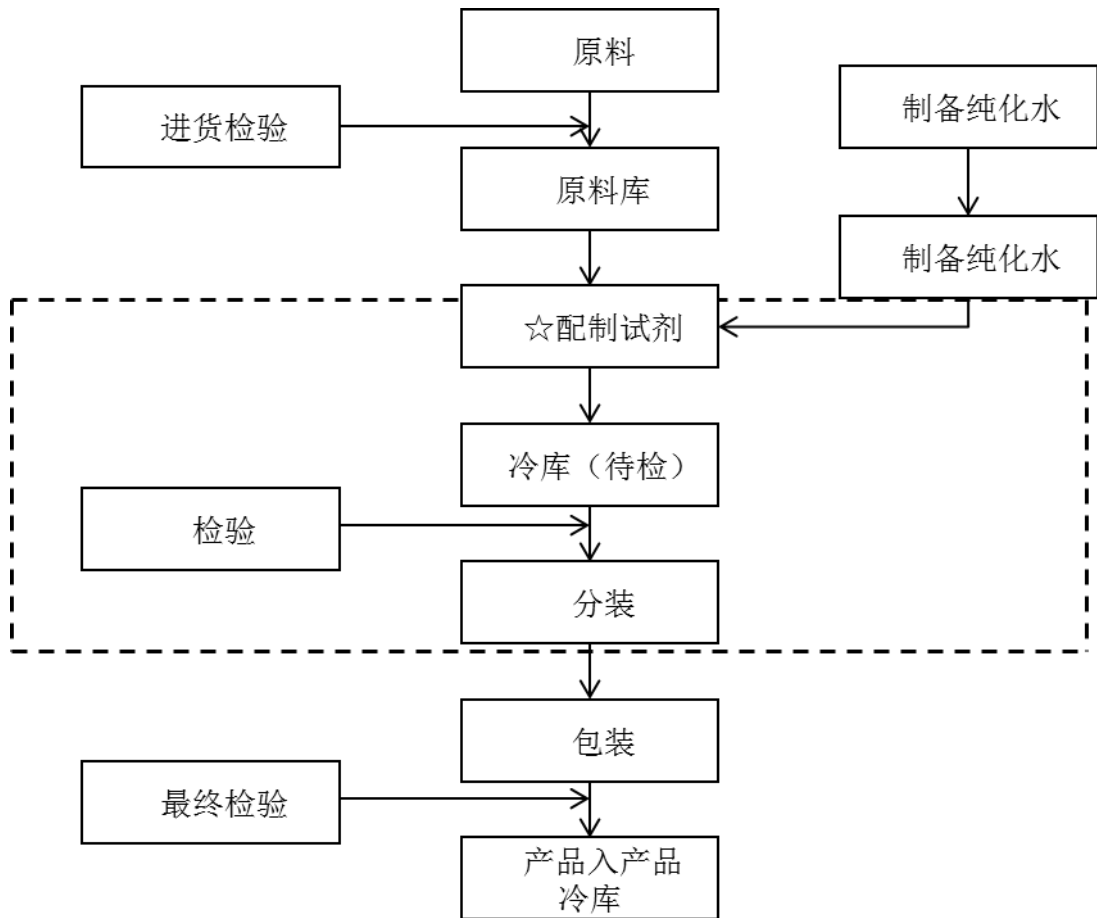 原料
制备纯化水
进货检验
原料库
制备纯化水
☆配制试剂
冷库（待检）
检验
分装
包装
最终检验
产品入产品
冷库